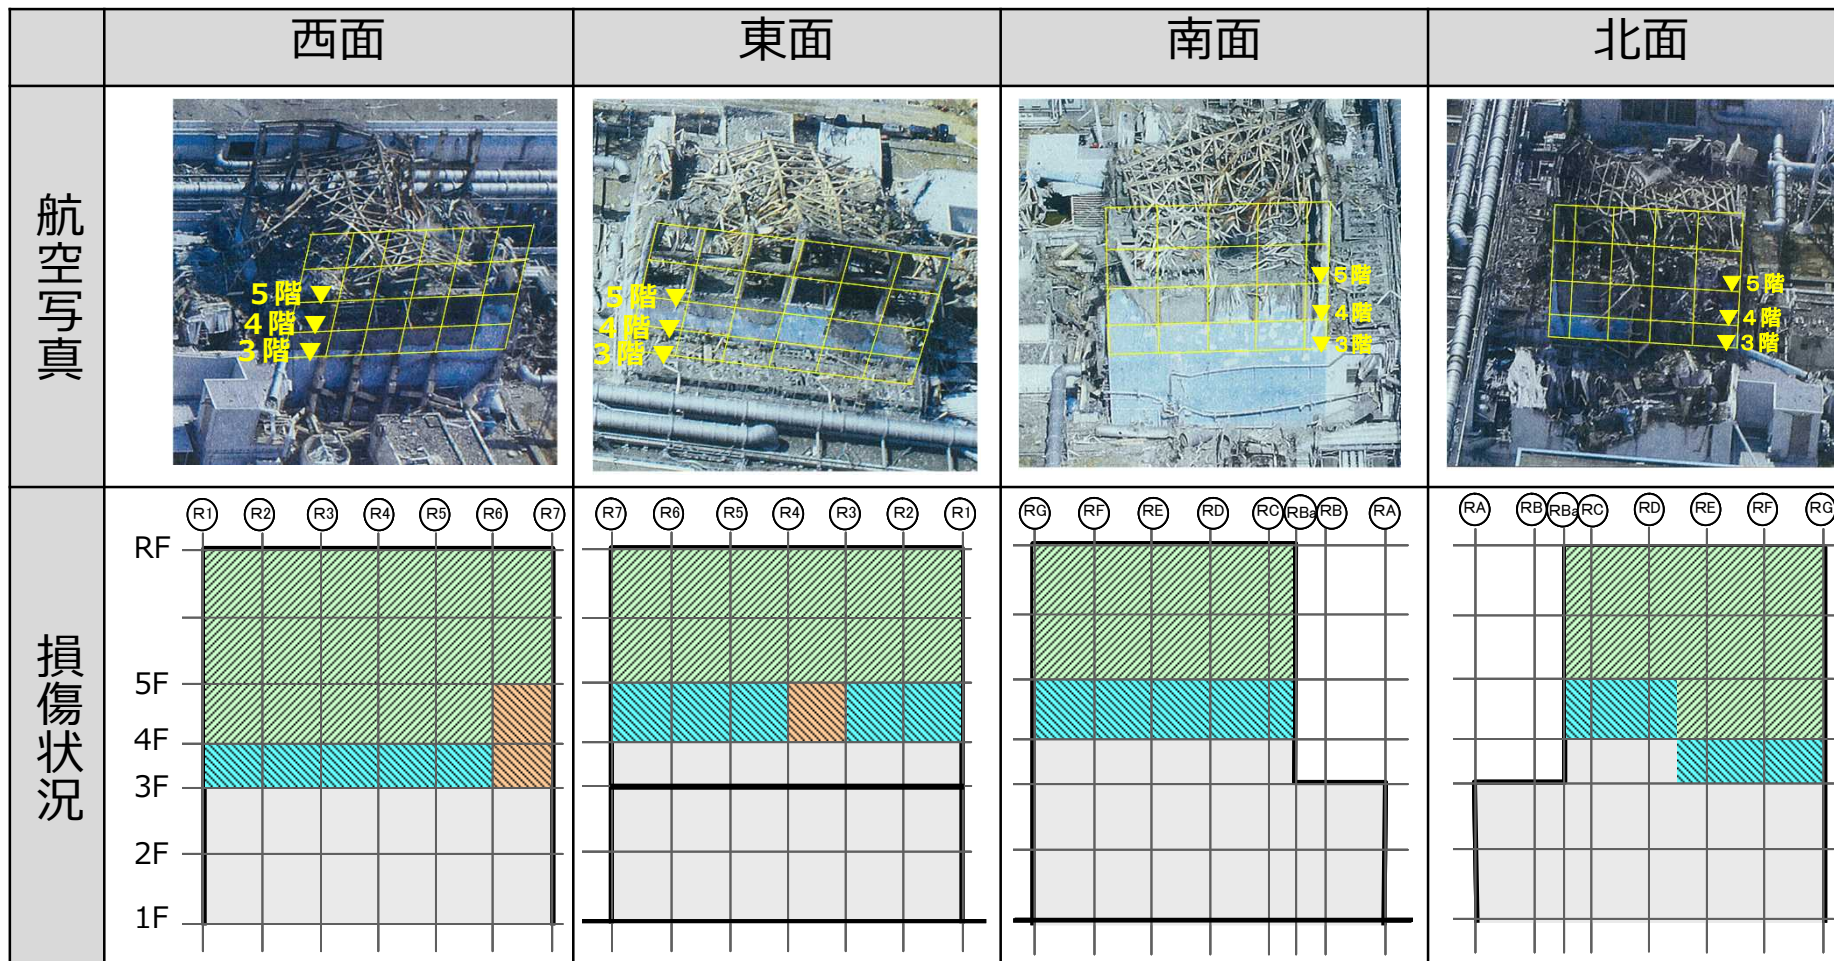 西面 東面 南面 北面
航空写真
5階▼
4階▼
3階▼
5階▼
4階▼
3階▼
▼5階
▼4階
▼3階
▼5階
▼4階
▼3階
損傷状況
R1 R2 R3 R4 R5 R6 R7
RF
5F
4F
3F
2F
1F
R7 R6 R5 R4 R3 R2 R1
RG RF RE RD RC RBa RB RA
RA RB RBa RC RD RE RF RG